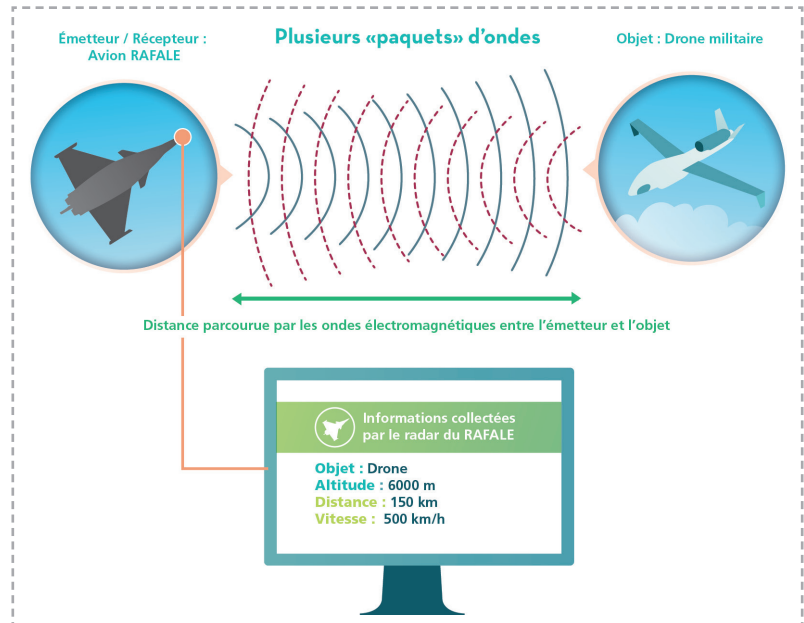 Émetteur / Récepteur :
Avion RAFALE
Plusieurs «paquets» d’ondes
Objet : Drone militaire
Distance parcourue par les ondes électromagnétiques entre l’émetteur et l’objet
Informations collectées
par le radar du RAFALE
Objet : Drone
Altitude : 6000 m
Distance : 150 km
Vitesse : 500 km/h